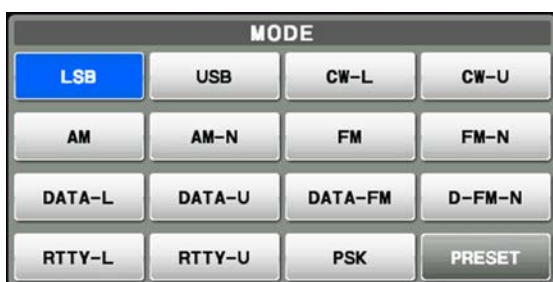 MODE
LSB USB CW-L CW-U
AM AM-N FM FM-N
DATA-L DATA-U DATA-FM D-FM-N
RTTY-L RTTY-U PSK PRESET